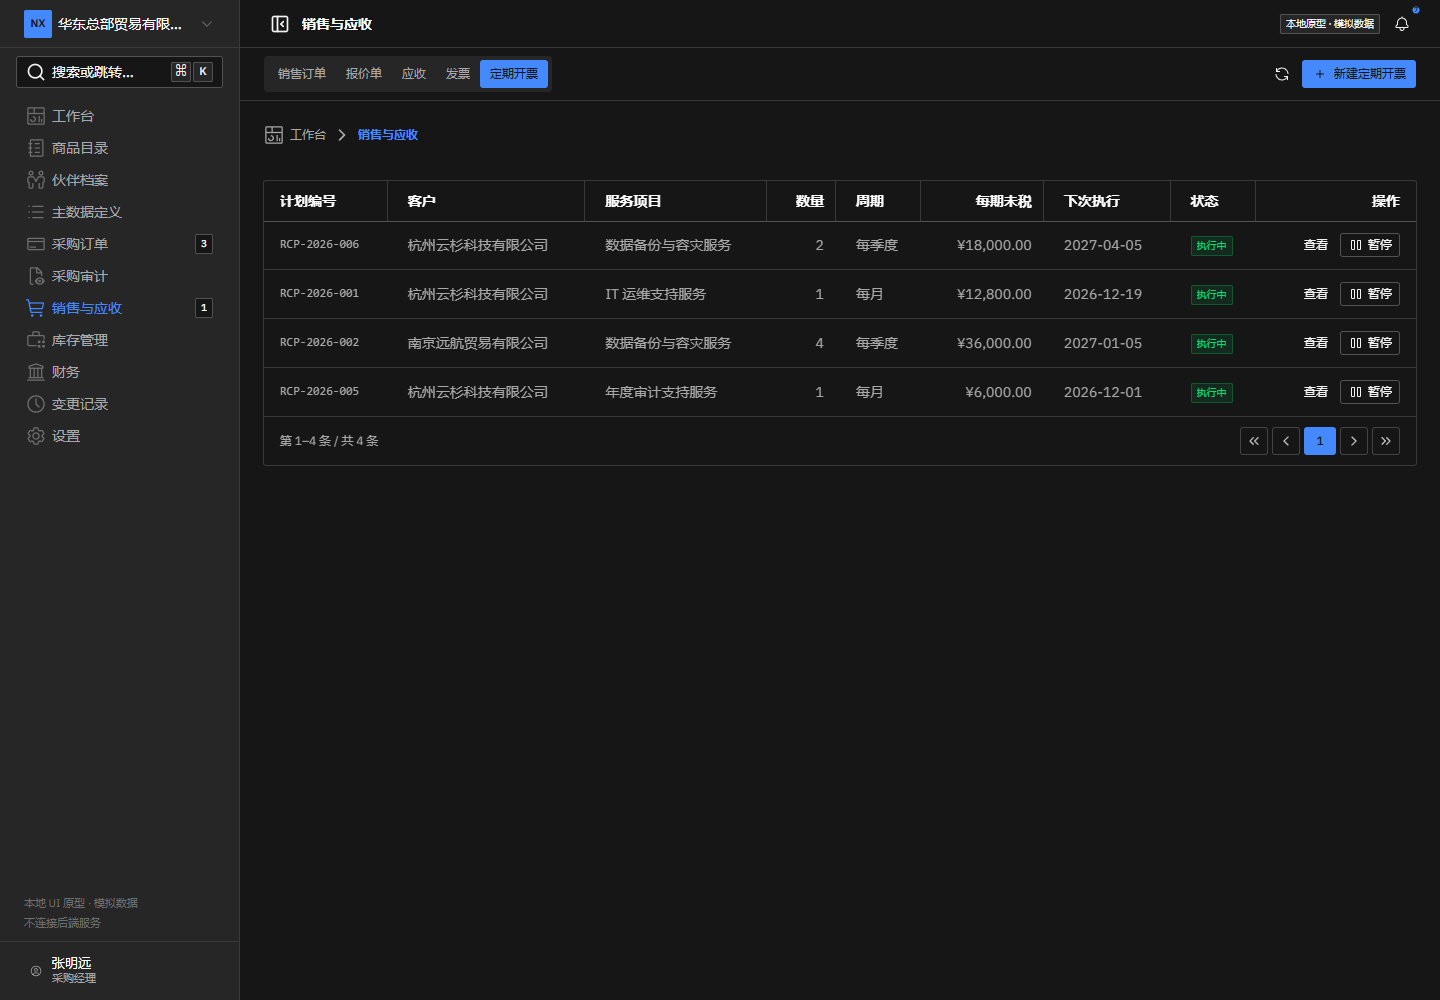 NX 华东总部贸易有限...
搜索或跳转... ⌘ K
工作台
商品目录
伙伴档案
主数据定义
采购订单 3
采购审计
销售与应收 1
库存管理
财务
变更记录
设置
本地 UI 原型 · 模拟数据
不连接后端服务
张明远
采购经理
销售与应收
本地原型 · 模拟数据
销售订单 报价单 应收 发票 定期开票
+ 新建定期开票
工作台 > 销售与应收
计划编号 客户 服务项目 数量 周期 每期未税 下次执行 状态 操作
RCP-2026-006 杭州云杉科技有限公司 数据备份与容灾服务 2 每季度 ¥18,000.00 2027-04-05 执行中 查看 暂停
RCP-2026-001 杭州云杉科技有限公司 IT 运维支持服务 1 每月 ¥12,800.00 2026-12-19 执行中 查看 暂停
RCP-2026-002 南京远航贸易有限公司 数据备份与容灾服务 4 每季度 ¥36,000.00 2027-01-05 执行中 查看 暂停
RCP-2026-005 杭州云杉科技有限公司 年度审计支持服务 1 每月 ¥6,000.00 2026-12-01 执行中 查看 暂停
第 1–4 条 / 共 4 条
1